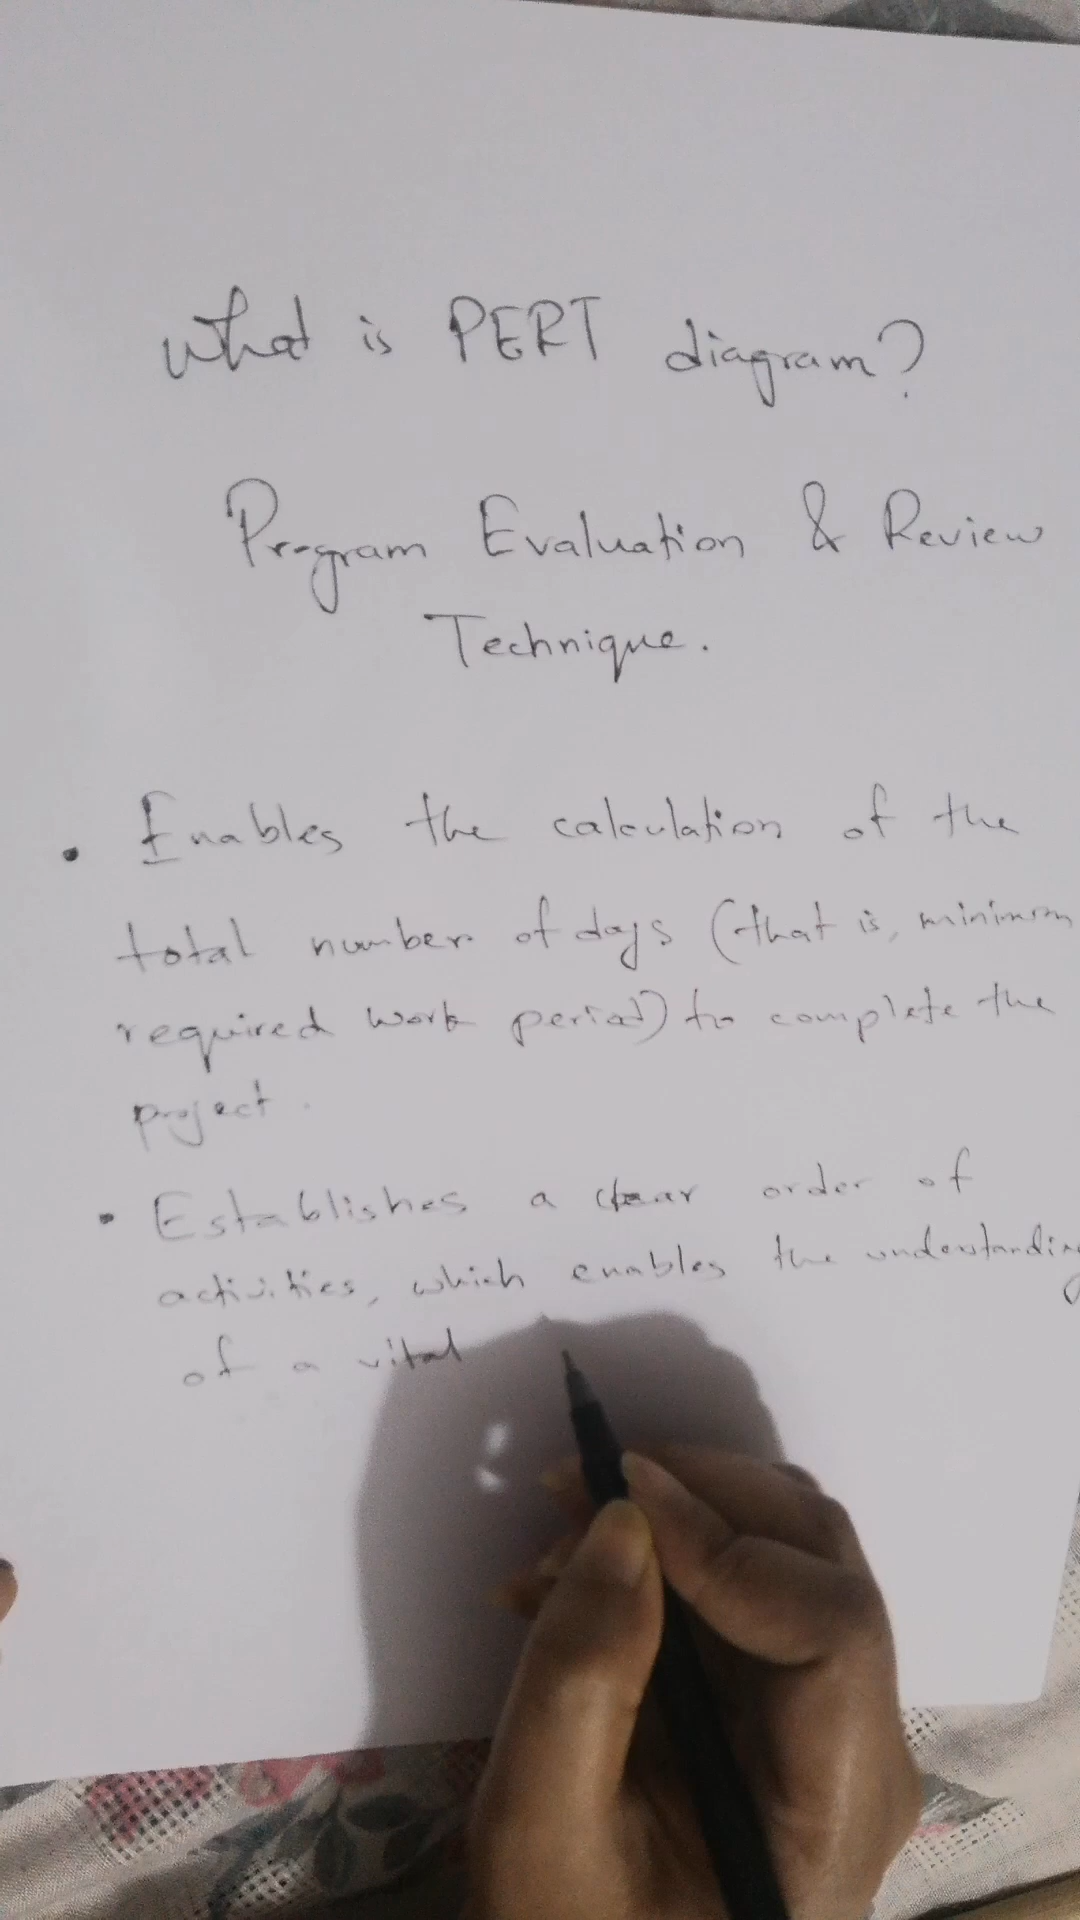 What is PERT diagram?
Program Evaluation & Review
Technique.
• Enables the calculation of the
total number of days (that is, minimum
required work period) to complete the
project.
• Establishes a clear order of
activities, which enables the understanding
of a vital